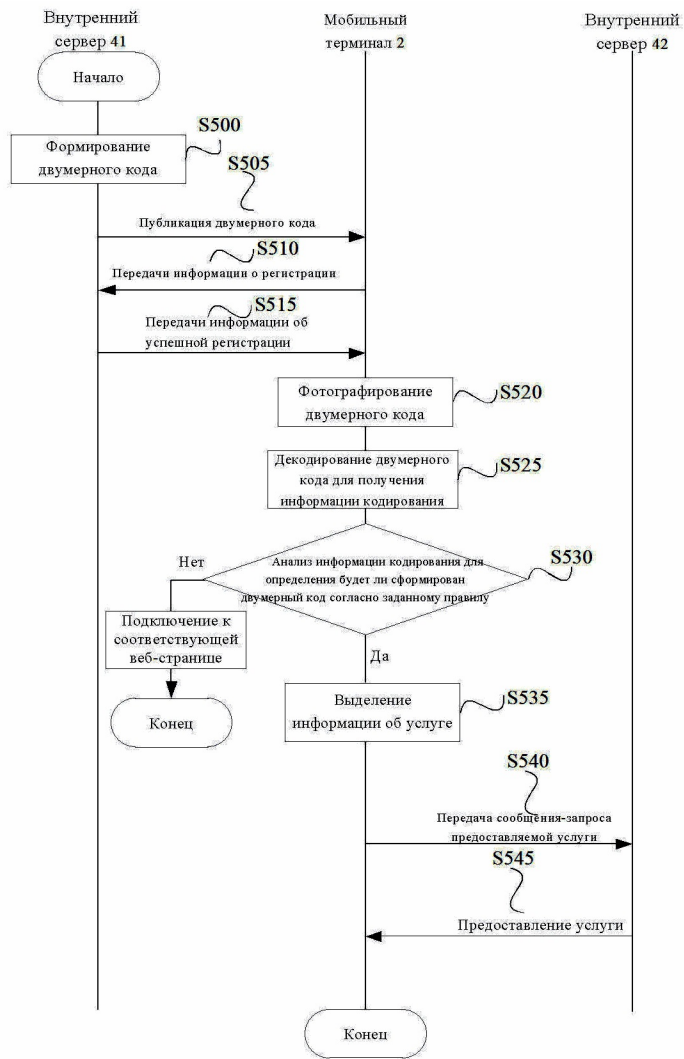 Внутренний
сервер 41
Мобильный
терминал 2
Внутренний
сервер 42
Начало
S500
Формирование
двумерного кода
S505
Публикация двумерного кода
S510
Передачи информации о регистрации
S515
Передачи информации об
успешной регистрации
Фотографирование
двумерного кода
S520
Декодирование двумерного
кода для получения
информации кодирования
S525
S530
Анализ информации кодирования для
определения будет ли сформирован
двумерный код согласно заданному правилу
Нет
Подключение к
соответствующей
веб-странице
Конец
Да
Выделение
информации об услуге
S535
S540
Передача сообщения-запроса
предоставляемой услуги
S545
Предоставление услуги
Конец